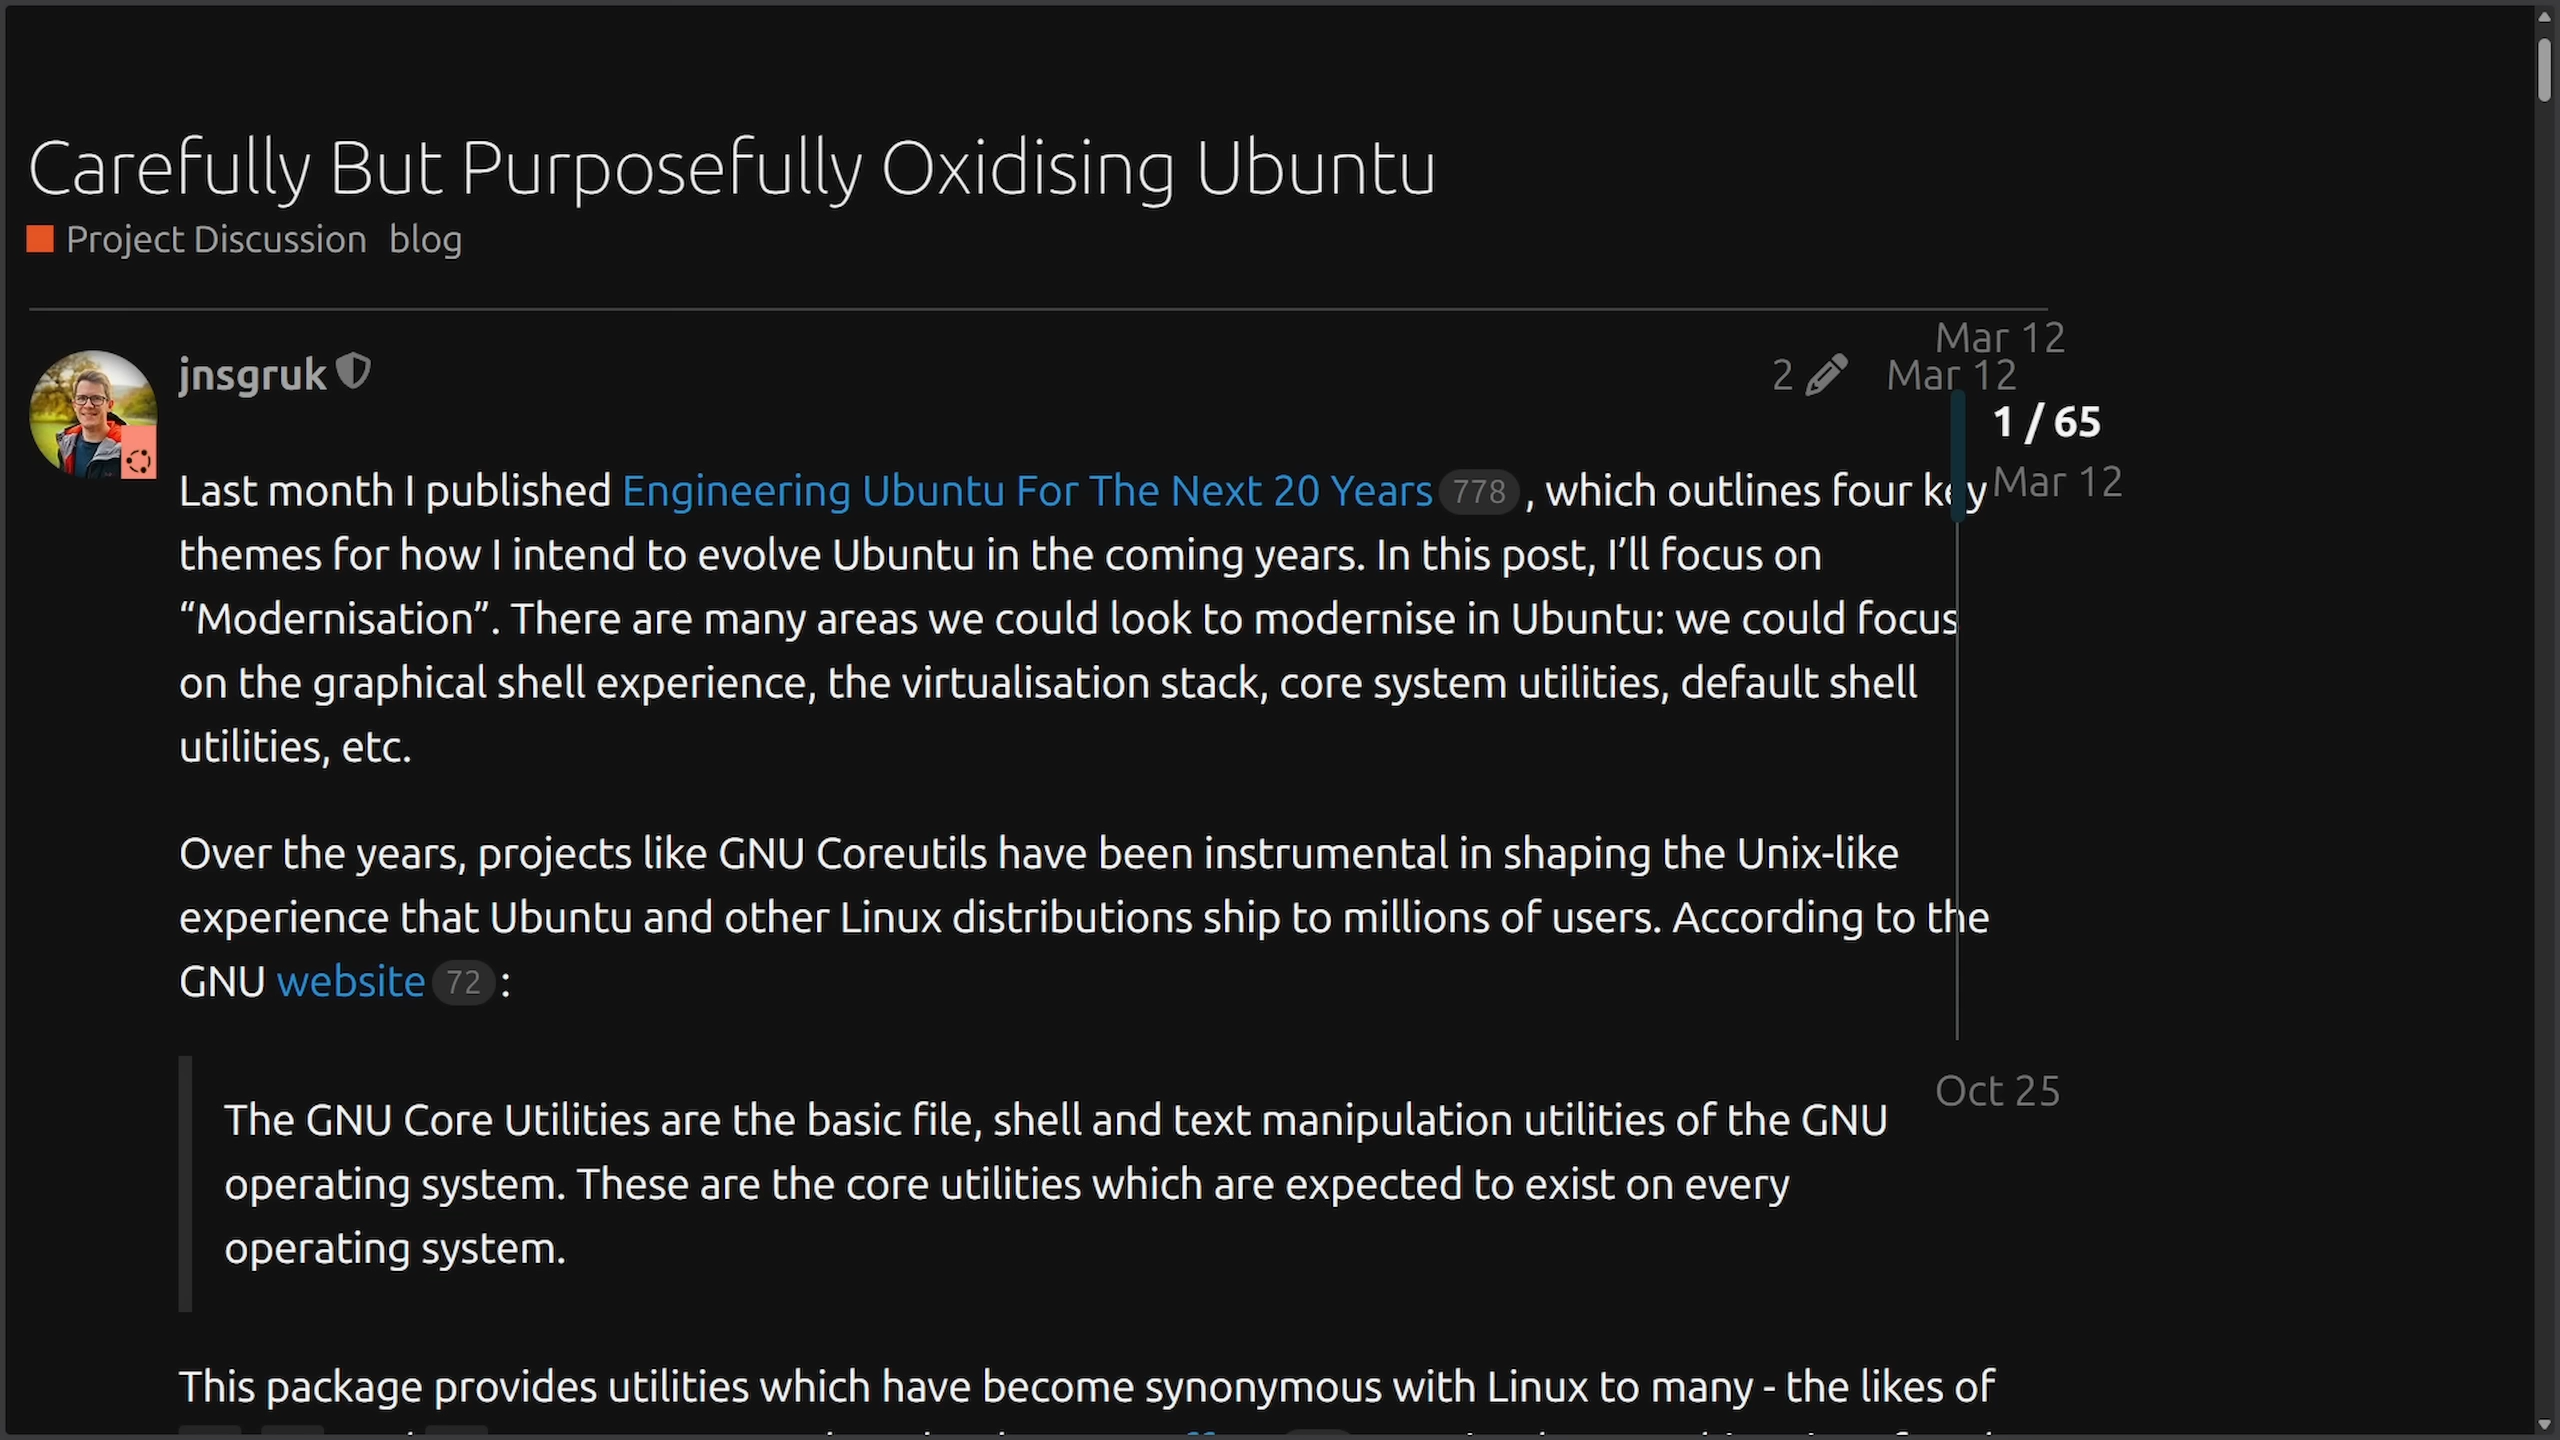 Carefully But Purposefully Oxidising Ubuntu
Project Discussion blog
Mar 12
jnsgruk 2 Mar 12
1 / 65
Mar 12
Last month I published Engineering Ubuntu For The Next 20 Years 778 , which outlines four key
themes for how I intend to evolve Ubuntu in the coming years. In this post, I’ll focus on
“Modernisation”. There are many areas we could look to modernise in Ubuntu: we could focus
on the graphical shell experience, the virtualisation stack, core system utilities, default shell
utilities, etc.
Over the years, projects like GNU Coreutils have been instrumental in shaping the Unix-like
experience that Ubuntu and other Linux distributions ship to millions of users. According to the
GNU website 72 :
Oct 25
The GNU Core Utilities are the basic file, shell and text manipulation utilities of the GNU
operating system. These are the core utilities which are expected to exist on every
operating system.
This package provides utilities which have become synonymous with Linux to many - the likes of